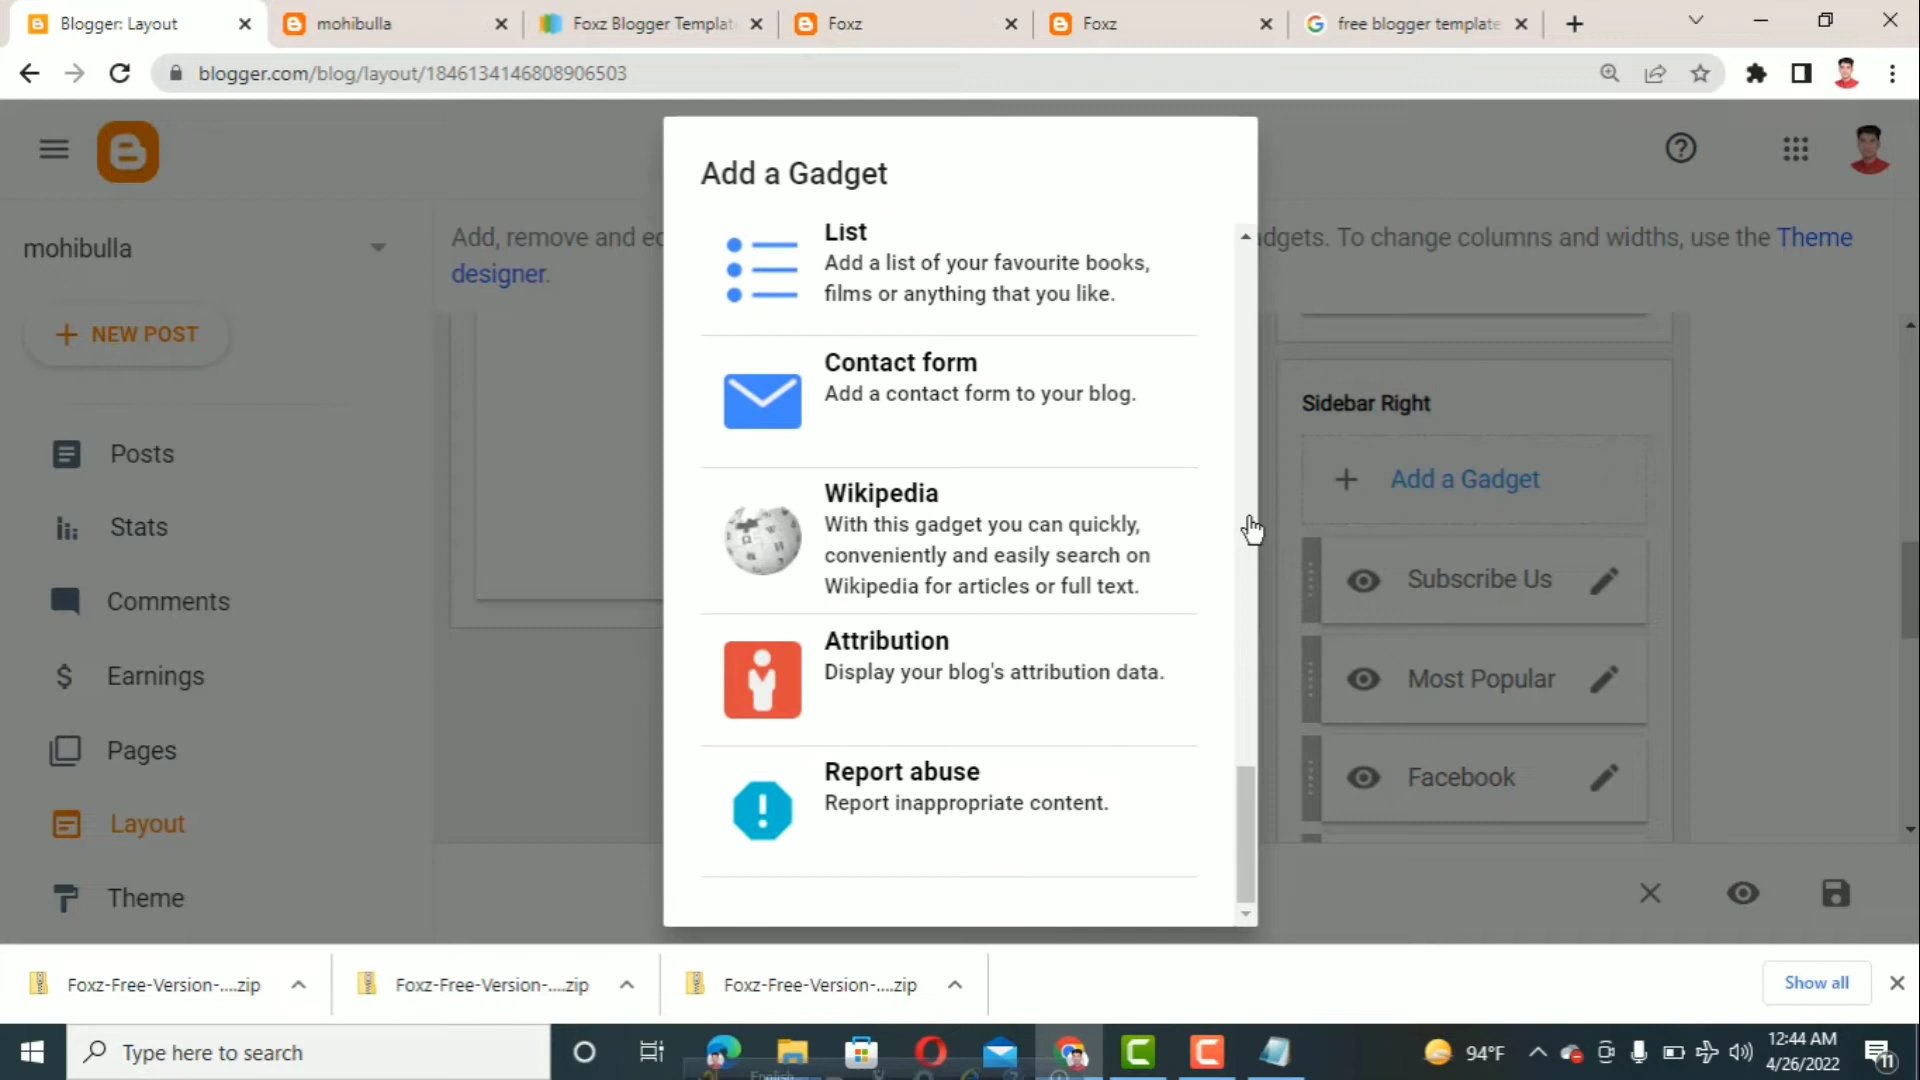 Blogger: Layout
mohibulla
Foxz Blogger Templat
Foxz
Foxz
free blogger template
blogger.com/blog/layout/1846134146808906503
mohibulla
NEW POST
Posts
Stats
Comments
Earnings
Pages
Layout
Theme
Add, remove and ed
dgets. To change columns and widths, use the Theme
designer.
Add a Gadget
List
Add a list of your favourite books,
films or anything that you like.
Contact form
Add a contact form to your blog.
Wikipedia
With this gadget you can quickly,
conveniently and easily search on
Wikipedia for articles or full text.
Attribution
Display your blog's attribution data.
Report abuse
Report inappropriate content.
Sidebar Right
Add a Gadget
Subscribe Us
Most Popular
Facebook
Foxz-Free-Version-....zip
Foxz-Free-Version-....zip
Foxz-Free-Version-....zip
Show all
Type here to search
English
94°F
12:44 AM
4/26/2022
11